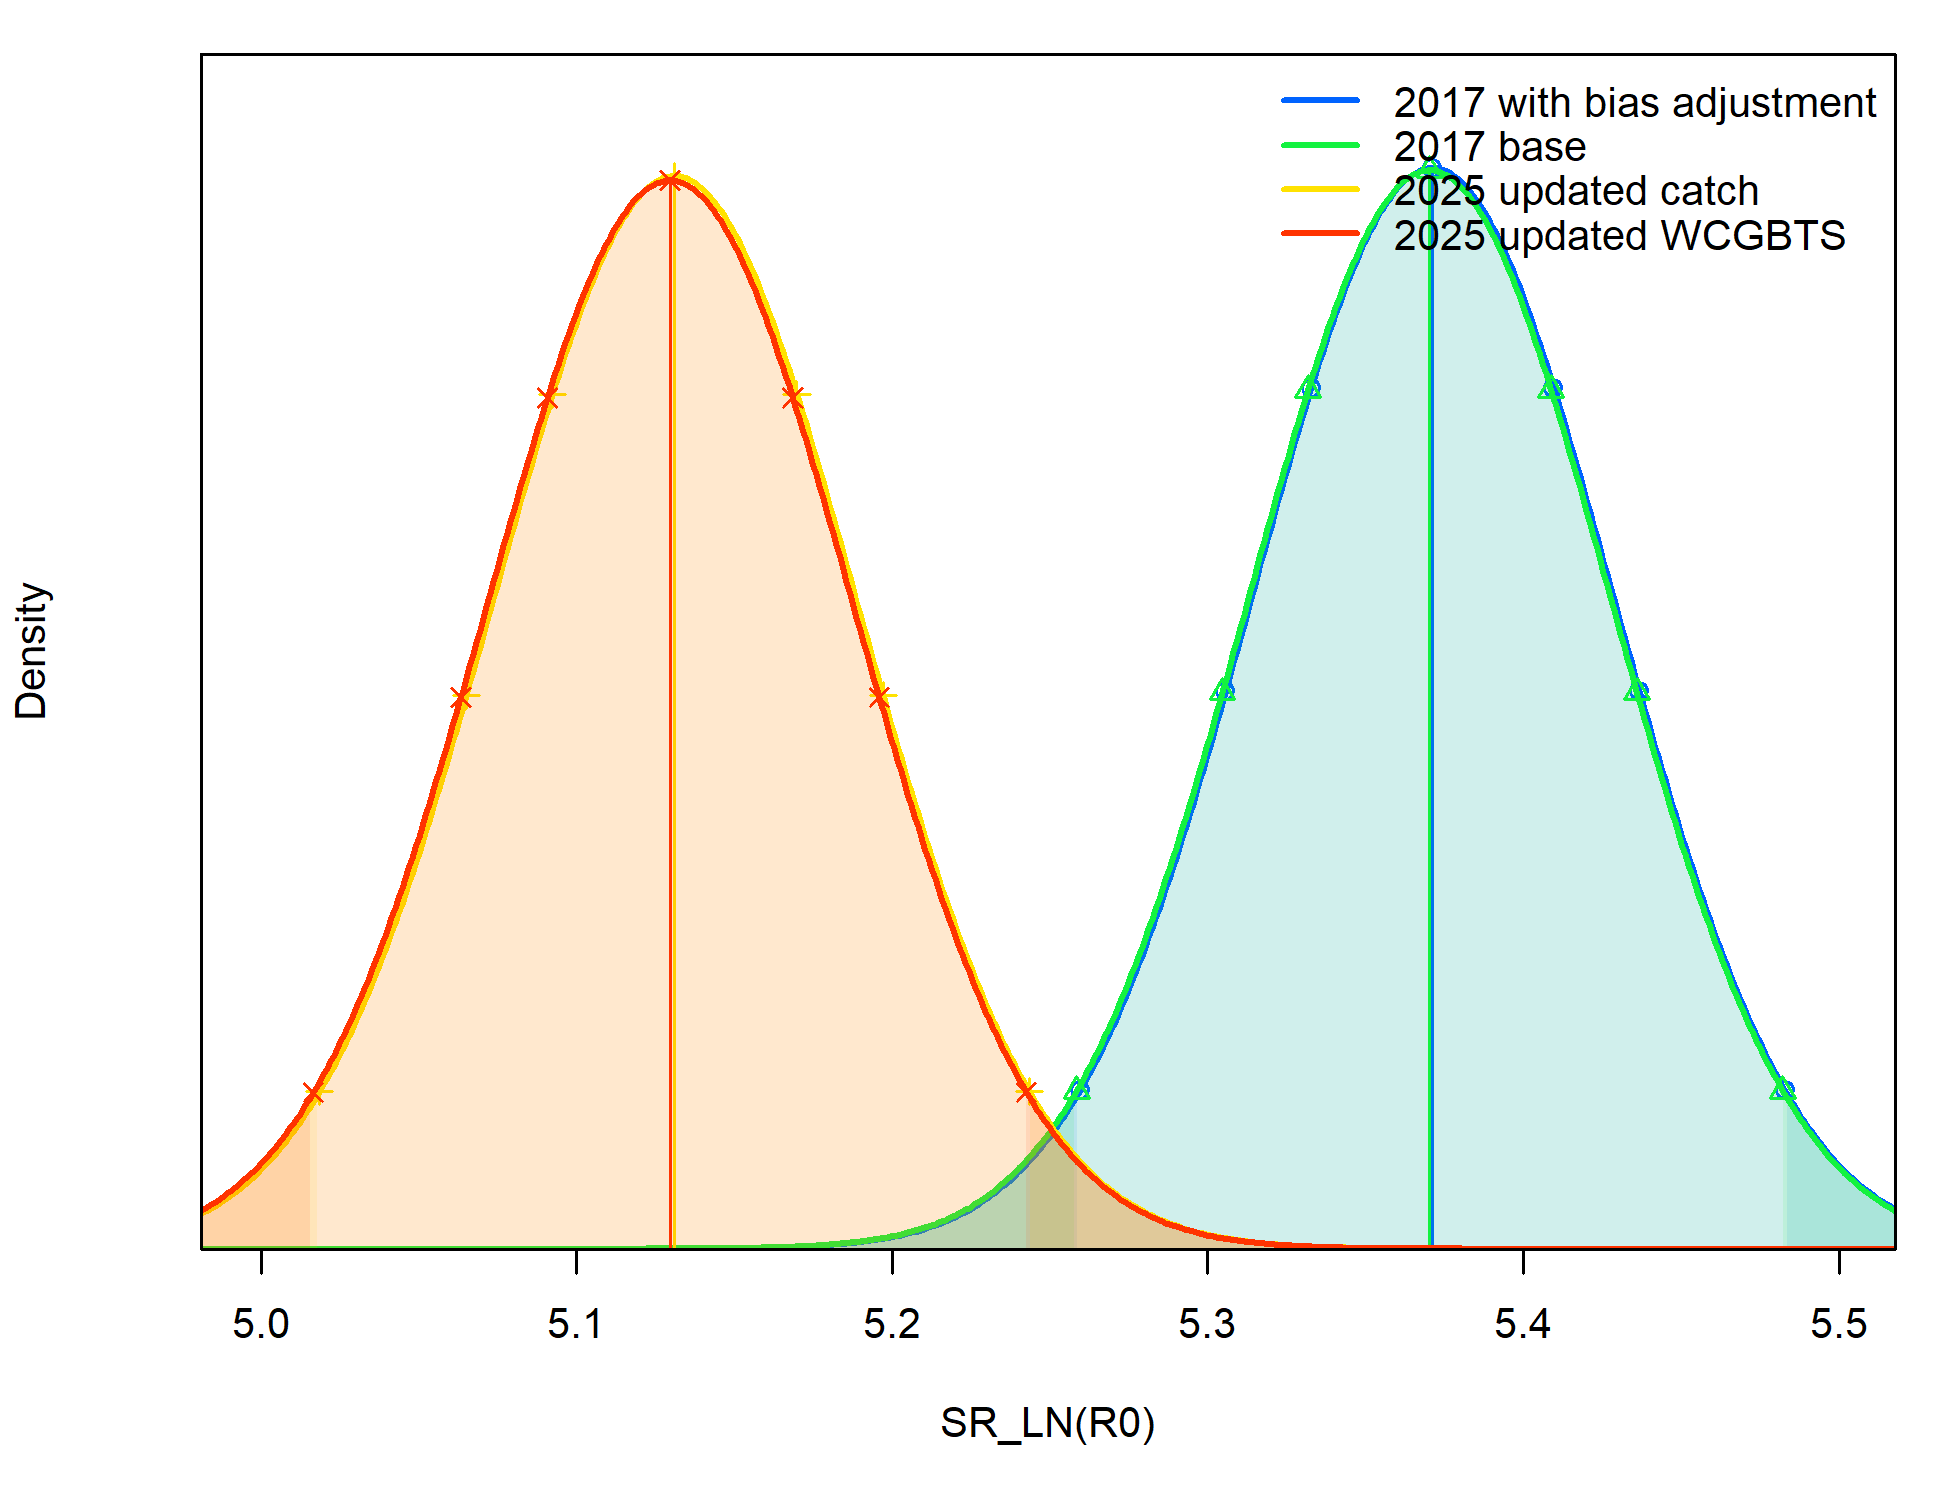 2017 with bias adjustment
2017 base
2025 updated catch
2025 updated WCGBTS
Density
5.0 5.1 5.2 5.3 5.4 5.5
SR_LN(R0)